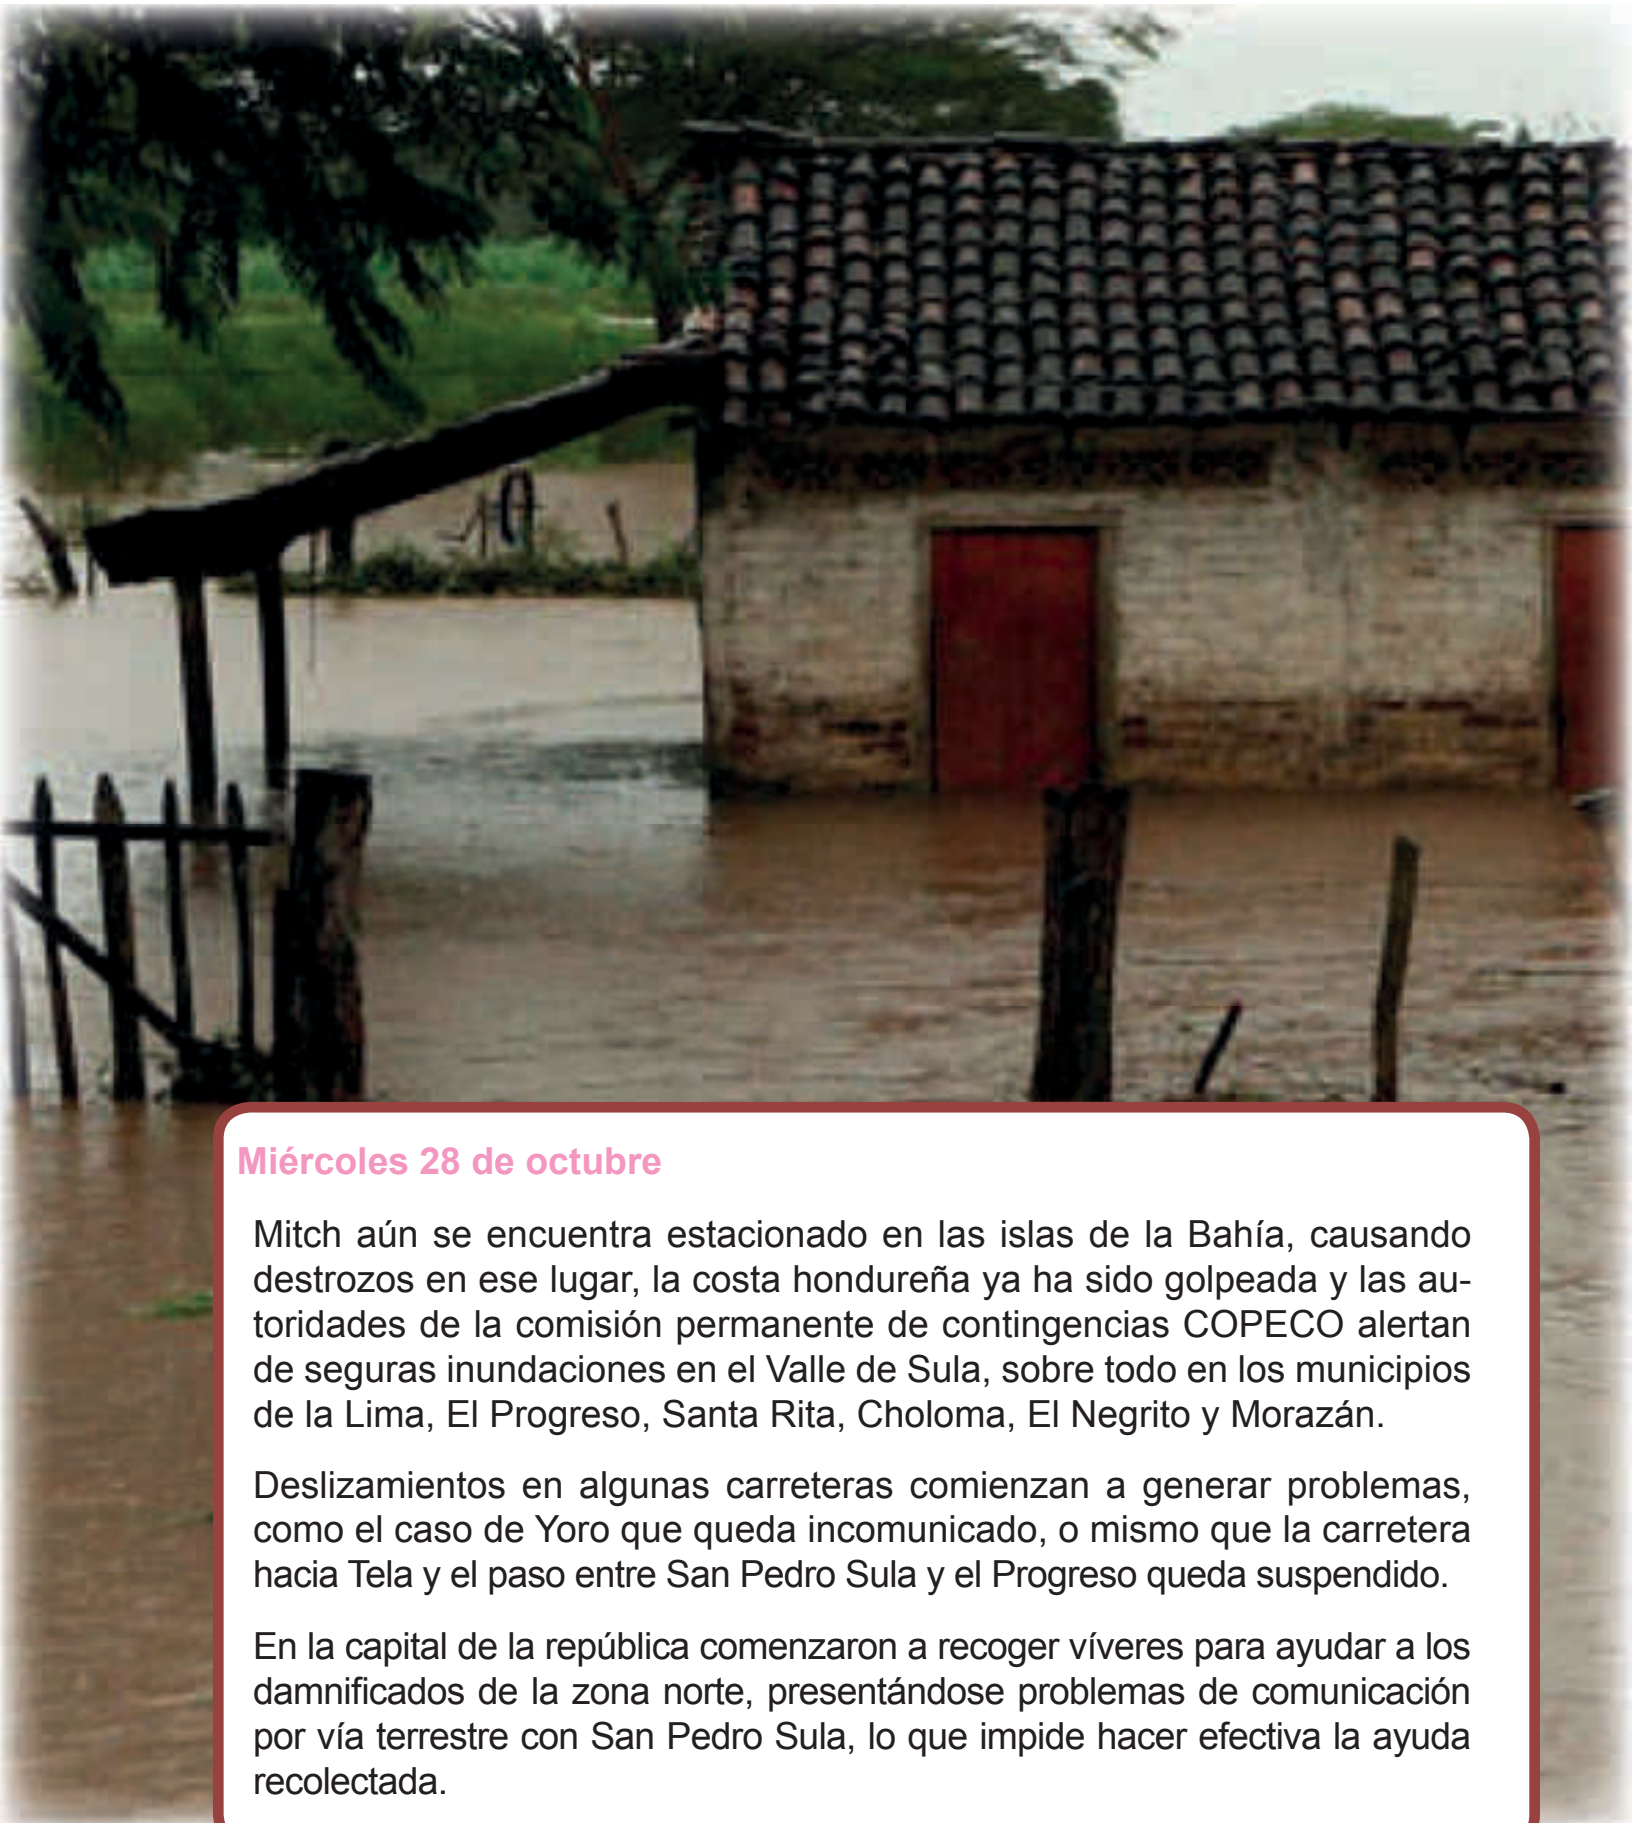 Miércoles 28 de octubre
Mitch aún se encuentra estacionado en las islas de la Bahía, causando
destrozos en ese lugar, la costa hondureña ya ha sido golpeada y las au-
toridades de la comisión permanente de contingencias COPECO alertan
de seguras inundaciones en el Valle de Sula, sobre todo en los municipios
de la Lima, El Progreso, Santa Rita, Choloma, El Negrito y Morazán.
Deslizamientos en algunas carreteras comienzan a generar problemas,
como el caso de Yoro que queda incomunicado, o mismo que la carretera
hacia Tela y el paso entre San Pedro Sula y el Progreso queda suspendido.
En la capital de la república comenzaron a recoger víveres para ayudar a los
damnificados de la zona norte, presentándose problemas de comunicación
por vía terrestre con San Pedro Sula, lo que impide hacer efectiva la ayuda
recolectada.